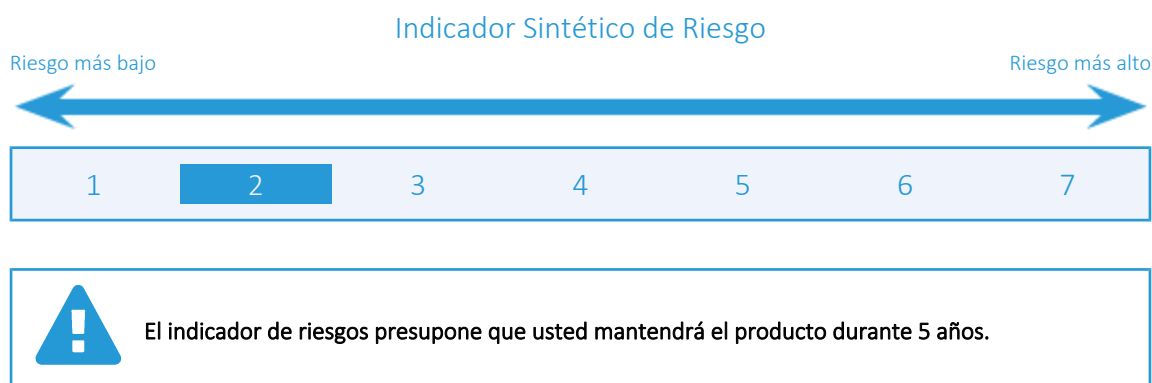 Indicador Sintético de Riesgo
Riesgo más bajo Riesgo más alto
1 2 3 4 5 6 7
El indicador de riesgos presupone que usted mantendrá el producto durante 5 años.